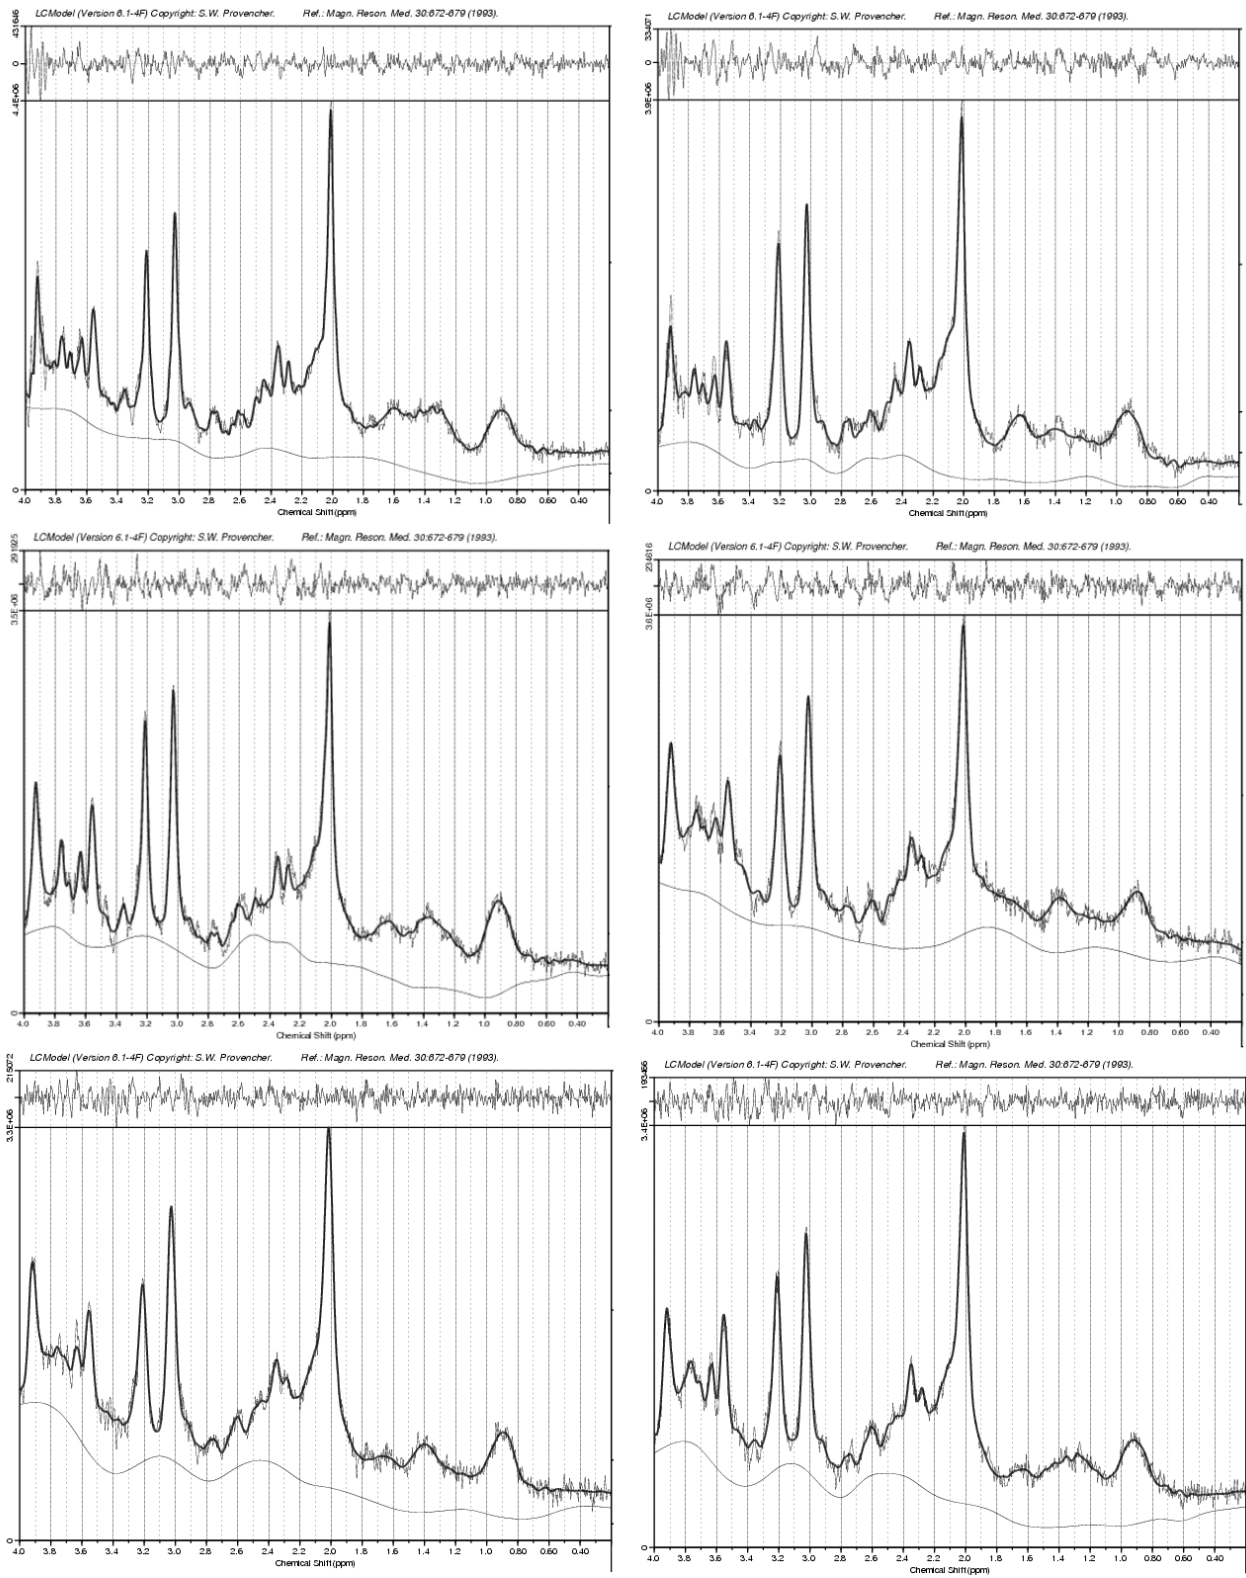 LCModel (Version 6.1-4F) Copyright: S.W. Provencher. Ref.: Magn. Reson. Med. 30:672-679 (1993).
431646
0
4.4E+06
0
4.0 3.8 3.6 3.4 3.2 3.0 2.8 2.6 2.4 2.2 2.0 1.8 1.6 1.4 1.2 1.0 0.80 0.60 0.40
Chemical Shift (ppm)
LCModel (Version 6.1-4F) Copyright: S.W. Provencher. Ref.: Magn. Reson. Med. 30:672-679 (1993).
334071
0
3.9E+06
0
4.0 3.8 3.6 3.4 3.2 3.0 2.8 2.6 2.4 2.2 2.0 1.8 1.6 1.4 1.2 1.0 0.80 0.60 0.40
Chemical Shift (ppm)
LCModel (Version 6.1-4F) Copyright: S.W. Provencher. Ref.: Magn. Reson. Med. 30:672-679 (1993).
291925
3.5E+06
0
4.0 3.8 3.6 3.4 3.2 3.0 2.8 2.6 2.4 2.2 2.0 1.8 1.6 1.4 1.2 1.0 0.80 0.60 0.40
Chemical Shift (ppm)
LCModel (Version 6.1-4F) Copyright: S.W. Provencher. Ref.: Magn. Reson. Med. 30:672-679 (1993).
234616
3.6E+06
0
4.0 3.8 3.6 3.4 3.2 3.0 2.8 2.6 2.4 2.2 2.0 1.8 1.6 1.4 1.2 1.0 0.80 0.60 0.40
Chemical Shift (ppm)
LCModel (Version 6.1-4F) Copyright: S.W. Provencher. Ref.: Magn. Reson. Med. 30:672-679 (1993).
215072
3.3E+06
0
4.0 3.8 3.6 3.4 3.2 3.0 2.8 2.6 2.4 2.2 2.0 1.8 1.6 1.4 1.2 1.0 0.80 0.60 0.40
Chemical Shift (ppm)
LCModel (Version 6.1-4F) Copyright: S.W. Provencher. Ref.: Magn. Reson. Med. 30:672-679 (1993).
193466
3.4E+06
0
4.0 3.8 3.6 3.4 3.2 3.0 2.8 2.6 2.4 2.2 2.0 1.8 1.6 1.4 1.2 1.0 0.80 0.60 0.40
Chemical Shift (ppm)